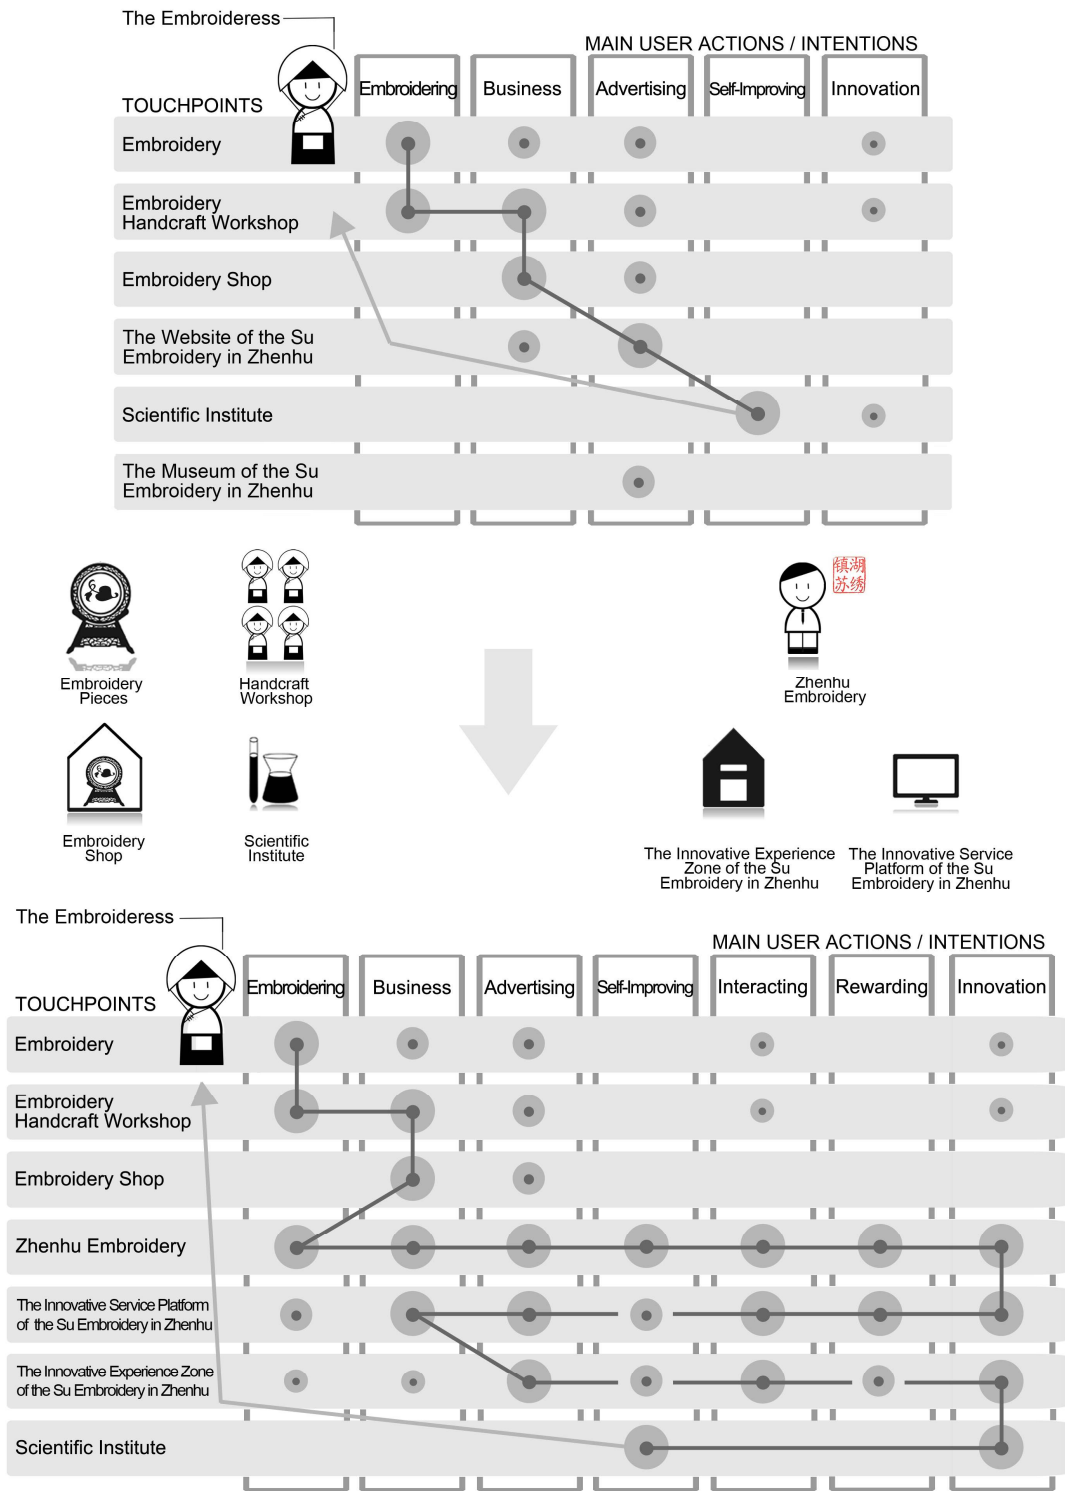 The Embroideress
MAIN USER ACTIONS / INTENTIONS
Embroidering
Business
Advertising
Self-Improving
Innovation
TOUCHPOINTS
Embroidery
Embroidery
Handcraft Workshop
Embroidery Shop
The Website of the Su
Embroidery in Zhenhu
Scientific Institute
The Museum of the Su
Embroidery in Zhenhu
镇湖
苏绣
Embroidery
Pieces
Handcraft
Workshop
Zhenhu
Embroidery
Embroidery
Shop
Scientific
Institute
The Innovative Experience
Zone of the Su
Embroidery in Zhenhu
The Innovative Service
Platform of the Su
Embroidery in Zhenhu
The Embroideress
MAIN USER ACTIONS / INTENTIONS
Embroidering
Business
Advertising
Self-Improving
Interacting
Rewarding
Innovation
TOUCHPOINTS
Embroidery
Embroidery
Handcraft Workshop
Embroidery Shop
Zhenhu Embroidery
The Innovative Service Platform
of the Su Embroidery in Zhenhu
The Innovative Experience Zone
of the Su Embroidery in Zhenhu
Scientific Institute